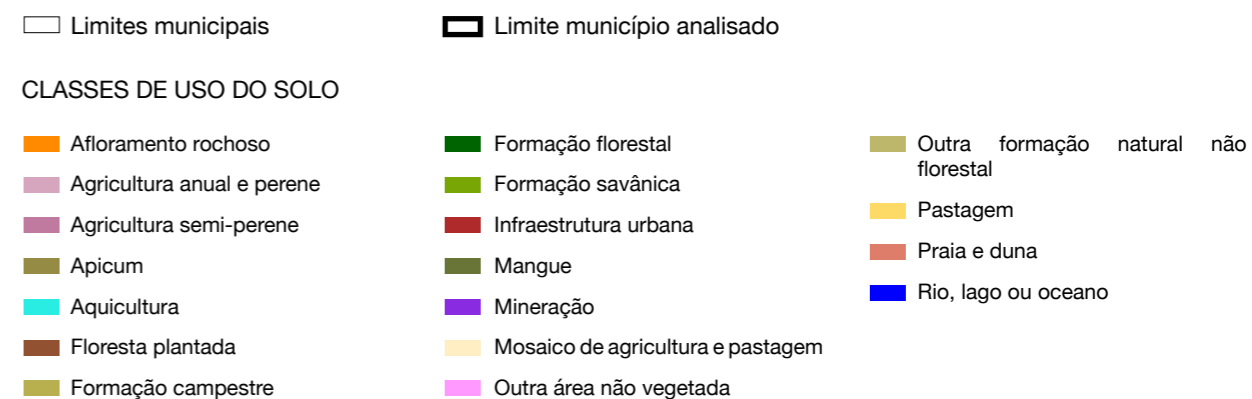 Limites municipais
Limite município analisado
CLASSES DE USO DO SOLO
Afloramento rochoso
Agricultura anual e perene
Agricultura semi-perene
Apicum
Aquicultura
Floresta plantada
Formação campestre
Formação florestal
Formação savânica
Infraestrutura urbana
Mangue
Mineração
Mosaico de agricultura e pastagem
Outra área não vegetada
Outra formação natural não
florestal
Pastagem
Praia e duna
Rio, lago ou oceano